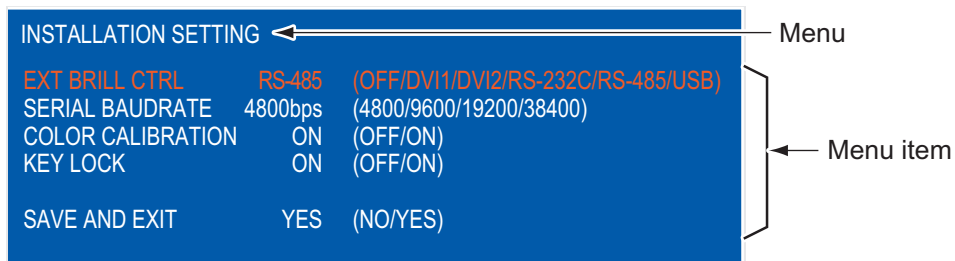 INSTALLATION SETTING
Menu
EXT BRILL CTRL RS-485 (OFF/DVI1/DVI2/RS-232C/RS-485/USB)
SERIAL BAUDRATE 4800bps (4800/9600/19200/38400)
COLOR CALIBRATION ON (OFF/ON)
KEY LOCK ON (OFF/ON)
Menu item
SAVE AND EXIT YES (NO/YES)